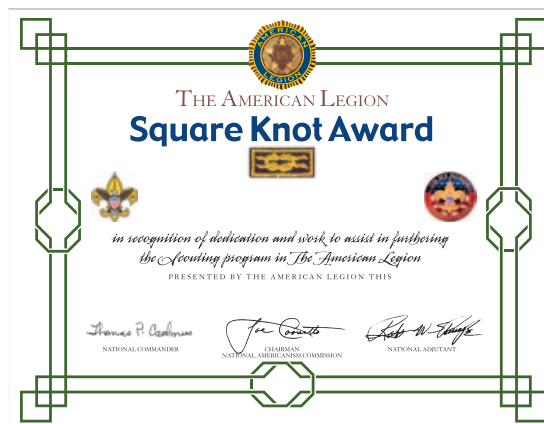 AMERICAN
LEGION
THE AMERICAN LEGION
Square Knot Award
in recognition of dedication and work to assist in furthering
the Scouting program in The American Legion
PRESENTED BY THE AMERICAN LEGION THIS
Thomas P. Cadmus
NATIONAL COMMANDER
CHAIRMAN
NATIONAL AMERICANISM COMMISSION
NATIONAL ADJUTANT